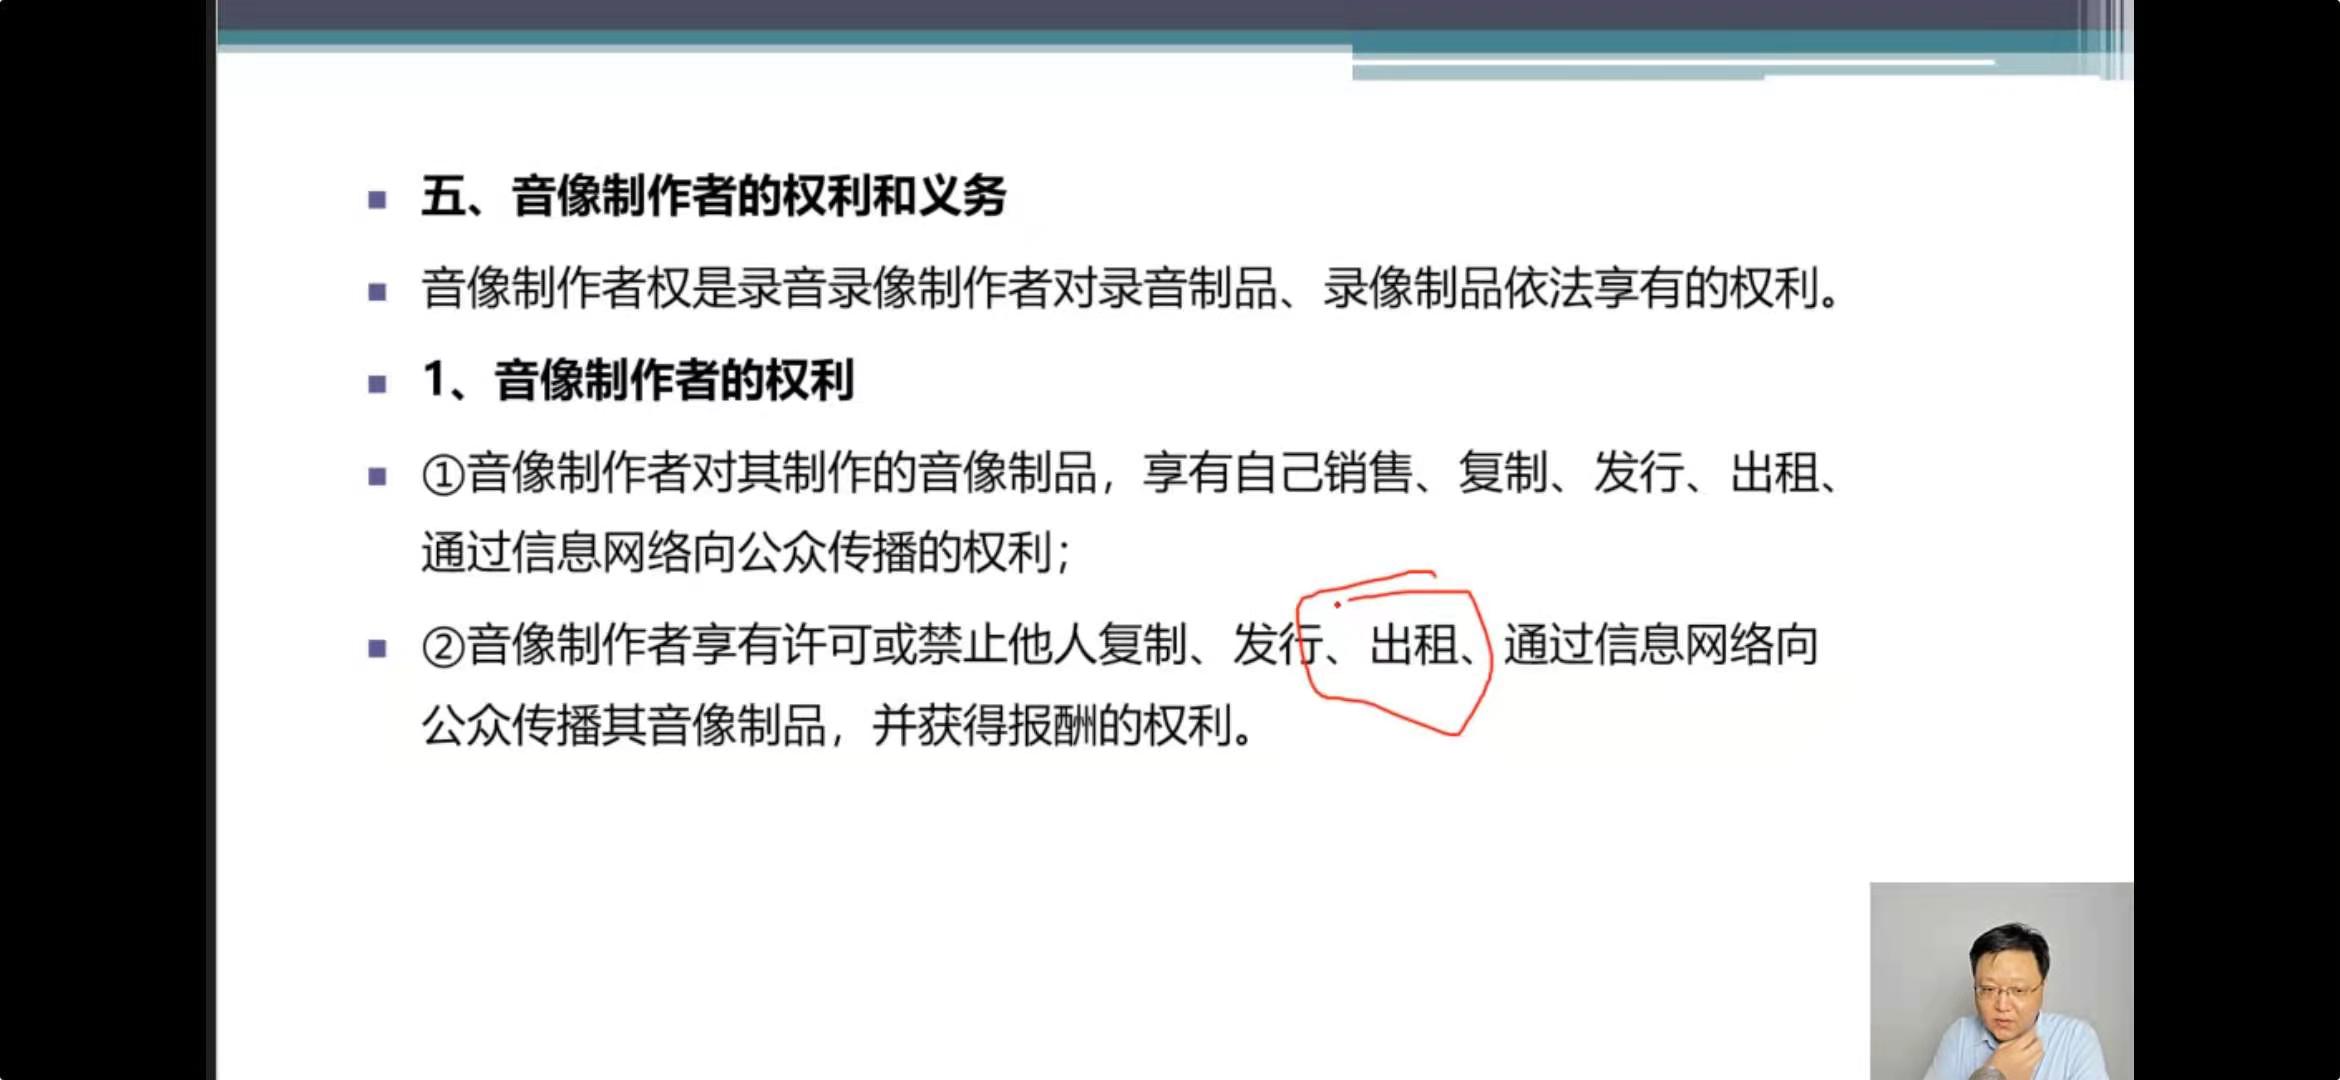 五、音像制作者的权利和义务
音像制作者权是录音录像制作者对录音制品、录像制品依法享有的权利。
1、音像制作者的权利
①音像制作者对其制作的音像制品，享有自己销售、复制、发行、出租、
通过信息网络向公众传播的权利；
②音像制作者享有许可或禁止他人复制、发行、出租、通过信息网络向
公众传播其音像制品，并获得报酬的权利。